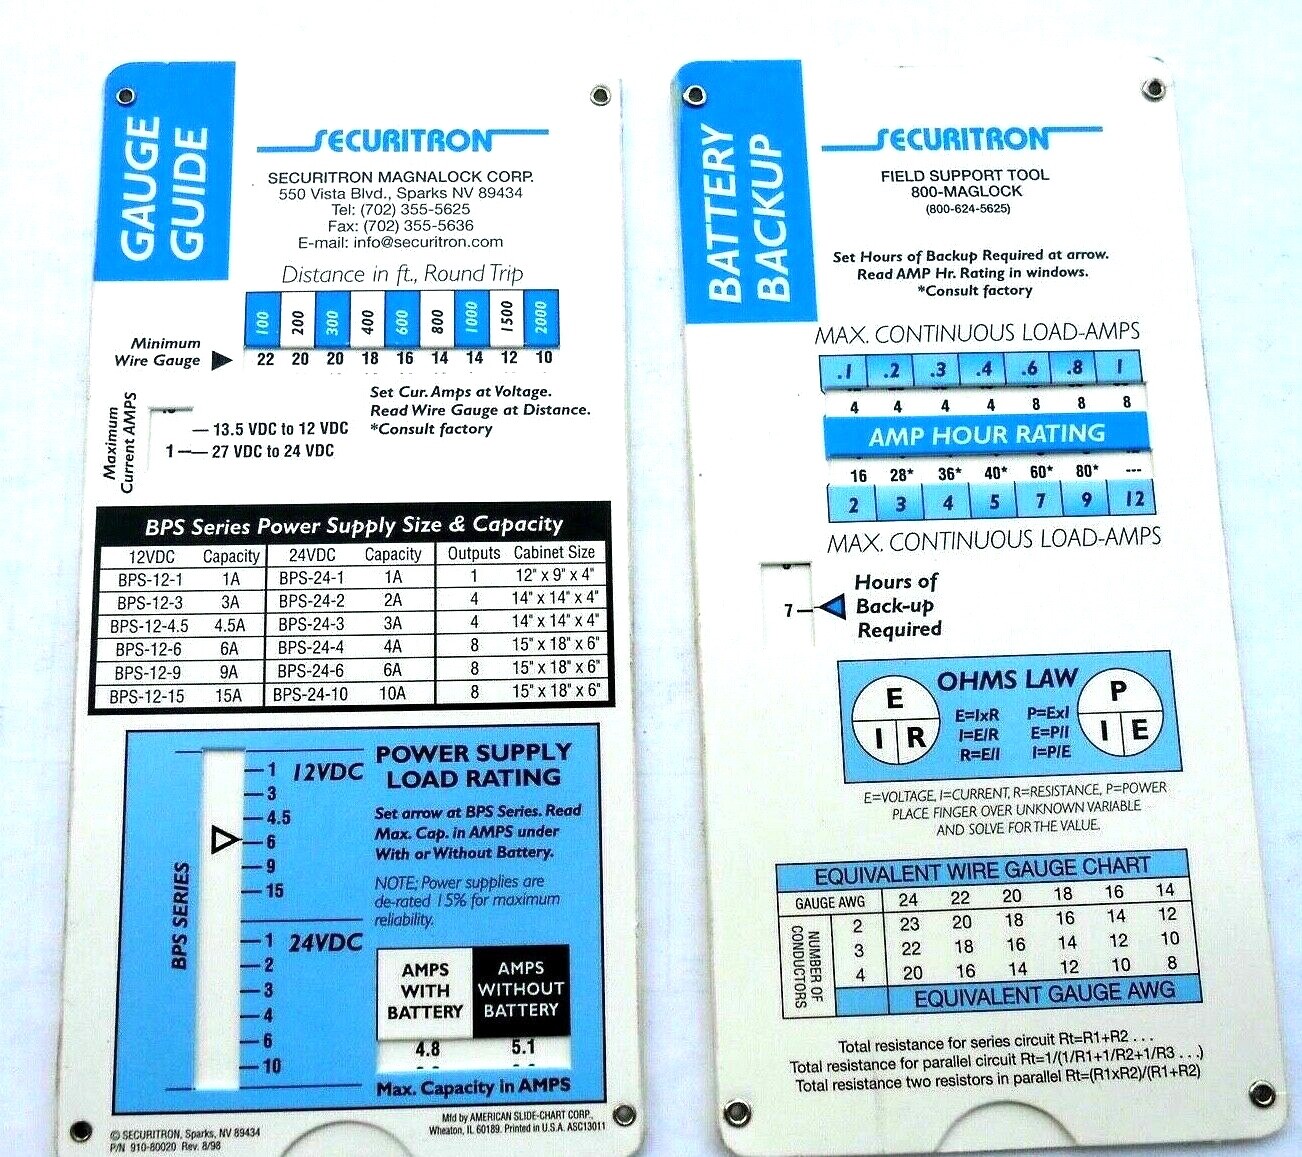 GAUGE
GUIDE
SECURITRON
SECURITRON MAGNALOCK CORP.
550 Vista Blvd., Sparks NV 89434
Tel: (702) 355-5625
Fax: (702) 355-5636
E-mail: info@securitron.com
Distance in ft., Round Trip
100 200 300 400 600 800 1000 1500 2000
Minimum
Wire Gauge
22 20 20 18 16 14 14 12 10
Set Cur. Amps at Voltage.
Read Wire Gauge at Distance.
*Consult factory
Maximum
Current AMPS
— 13.5 VDC to 12 VDC
1 — 27 VDC to 24 VDC
BPS Series Power Supply Size & Capacity
12VDC Capacity 24VDC Capacity Outputs Cabinet Size
BPS-12-1 1A BPS-24-1 1A 1 12" x 9" x 4"
BPS-12-3 3A BPS-24-2 2A 4 14" x 14" x 4"
BPS-12-4.5 4.5A BPS-24-3 3A 4 14" x 14" x 4"
BPS-12-6 6A BPS-24-4 4A 8 15" x 18" x 6"
BPS-12-9 9A BPS-24-6 6A 8 15" x 18" x 6"
BPS-12-15 15A BPS-24-10 10A 8 15" x 18" x 6"
BPS SERIES
12VDC
1
3
4.5
6
9
15
24VDC
1
2
3
4
6
10
POWER SUPPLY
LOAD RATING
Set arrow at BPS Series. Read
Max. Cap. in AMPS under
With or Without Battery.
NOTE; Power supplies are
de-rated 15% for maximum
reliability.
AMPS
WITH
BATTERY
AMPS
WITHOUT
BATTERY
4.8 5.1
Max. Capacity in AMPS
© SECURITRON, Sparks, NV 89434
P/N 910-80020 Rev. 8/98
Mfd by AMERICAN SLIDE-CHART CORP.,
Wheaton, IL 60189. Printed in U.S.A. ASC13011
BATTERY
BACKUP
SECURITRON
FIELD SUPPORT TOOL
800-MAGLOCK
(800-624-5625)
Set Hours of Backup Required at arrow.
Read AMP Hr. Rating in windows.
*Consult factory
MAX. CONTINUOUS LOAD-AMPS
.1 .2 .3 .4 .6 .8 1
4 4 4 4 8 8 8
AMP HOUR RATING
16 28* 36* 40* 60* 80* ---
2 3 4 5 7 9 12
MAX. CONTINUOUS LOAD-AMPS
7 —
Hours of
Back-up
Required
OHMS LAW
E
I R
E=IxR P=ExI
I=E/R E=P/I
R=E/I I=P/E
P
I E
E=VOLTAGE, I=CURRENT, R=RESISTANCE, P=POWER
PLACE FINGER OVER UNKNOWN VARIABLE
AND SOLVE FOR THE VALUE.
EQUIVALENT WIRE GAUGE CHART
GAUGE AWG 24 22 20 18 16 14
NUMBER OF
CONDUCTORS
2 23 20 18 16 14 12
3 22 18 16 14 12 10
4 20 16 14 12 10 8
EQUIVALENT GAUGE AWG
Total resistance for series circuit Rt=R1+R2 . . .
Total resistance for parallel circuit Rt=1/(1/R1+1/R2+1/R3 . . .)
Total resistance two resistors in parallel Rt=(R1xR2)/(R1+R2)